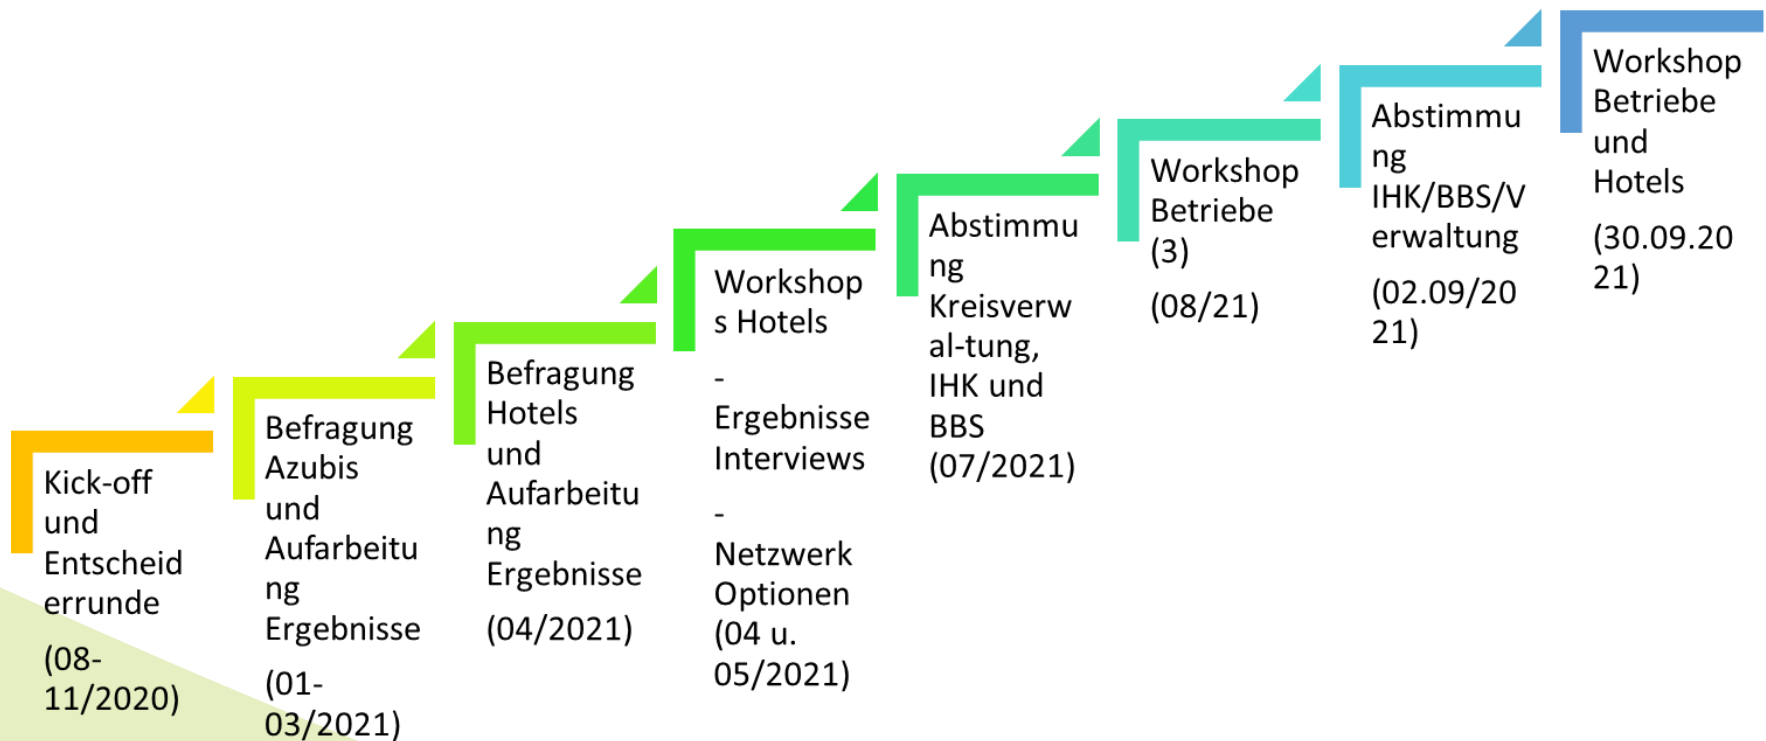 Kick-off
und
Entscheid
errunde
(08-
11/2020)
Befragung
Azubis
und
Aufarbeitu
ng
Ergebnisse
(01-
03/2021)
Befragung
Hotels
und
Aufarbeitu
ng
Ergebnisse
(04/2021)
Workshop
s Hotels
-
Ergebnisse
Interviews
-
Netzwerk
Optionen
(04 u.
05/2021)
Abstimmu
ng
Kreisverw
al-tung,
IHK und
BBS
(07/2021)
Workshop
Betriebe
(3)
(08/21)
Abstimmu
ng
IHK/BBS/V
erwaltung
(02.09/20
21)
Workshop
Betriebe
und
Hotels
(30.09.20
21)